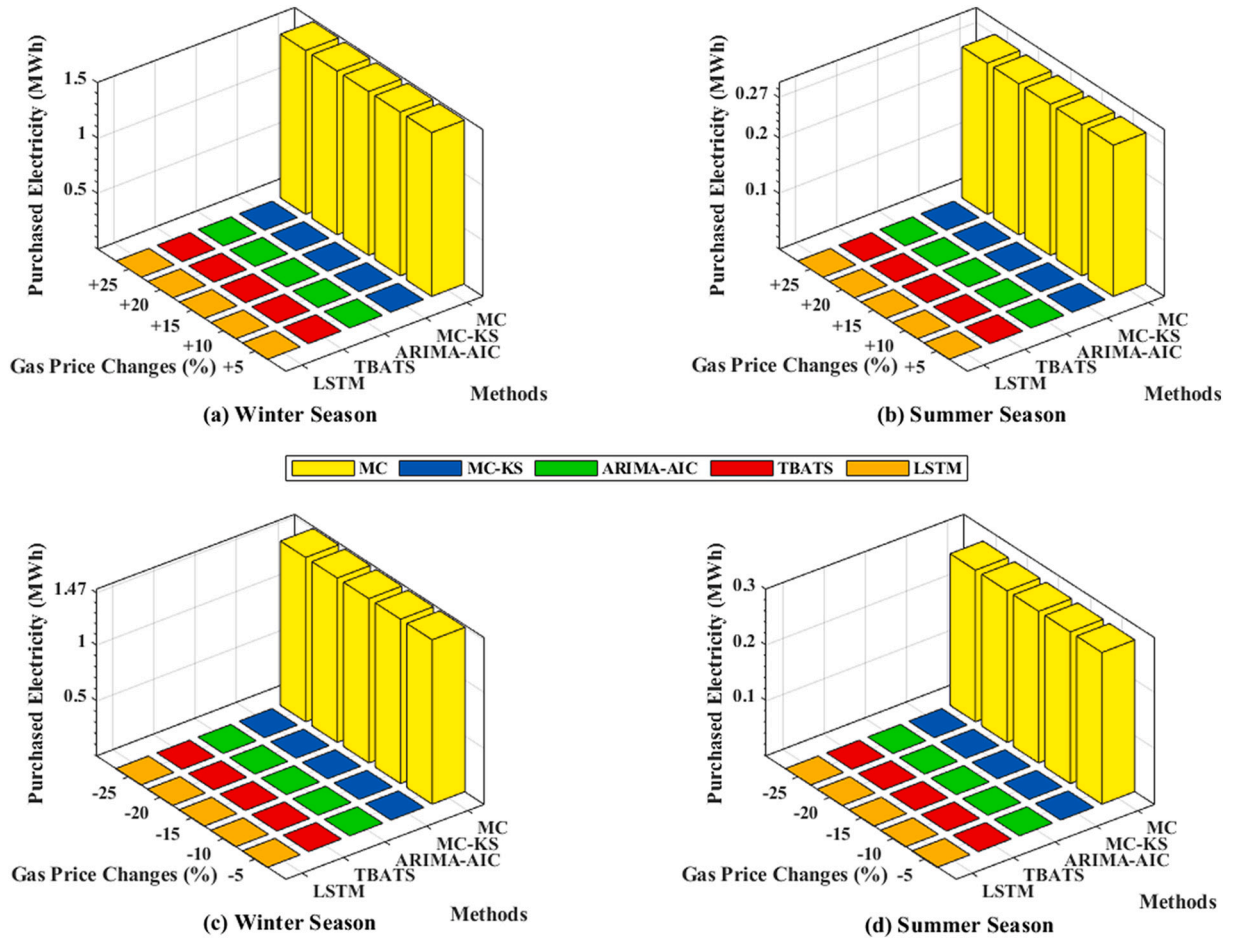 Purchased Electricity (MWh)
1.5
1
0.5
+25
+20
+15
+10
+5
Gas Price Changes (%)
MC
MC-KS
ARIMA-AIC
TBATS
LSTM
Methods
(a) Winter Season
Purchased Electricity (MWh)
0.27
0.2
0.1
+25
+20
+15
+10
+5
Gas Price Changes (%)
MC
MC-KS
ARIMA-AIC
TBATS
LSTM
Methods
(b) Summer Season
MC MC-KS ARIMA-AIC TBATS LSTM
Purchased Electricity (MWh)
1.47
1
0.5
-25
-20
-15
-10
-5
Gas Price Changes (%)
MC
MC-KS
ARIMA-AIC
TBATS
LSTM
Methods
(c) Winter Season
Purchased Electricity (MWh)
0.3
0.2
0.1
-25
-20
-15
-10
-5
Gas Price Changes (%)
MC
MC-KS
ARIMA-AIC
TBATS
LSTM
Methods
(d) Summer Season